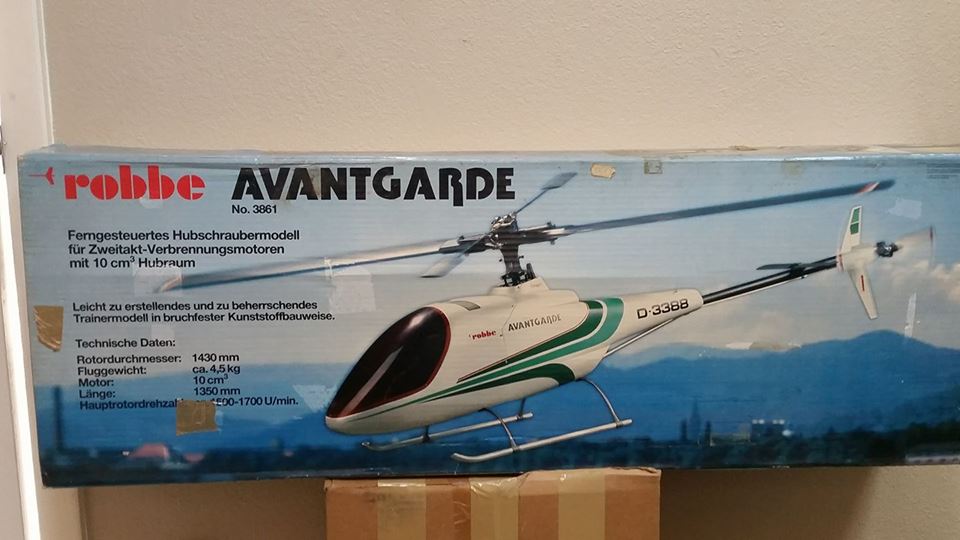 robbe AVANTGARDE
No. 3861
Ferngesteuertes Hubschraubermodell
für Zweitakt-Verbrennungsmotoren
mit 10 cm³ Hubraum
Leicht zu erstellendes und zu beherrschendes
Trainermodell in bruchfester Kunststoffbauweise.
Technische Daten:
Rotordurchmesser: 1430 mm
Fluggewicht: ca. 4,5 kg
Motor: 10 cm³
Länge: 1350 mm
-1700 U/min.
robbe AVANTGARDE
D-3388